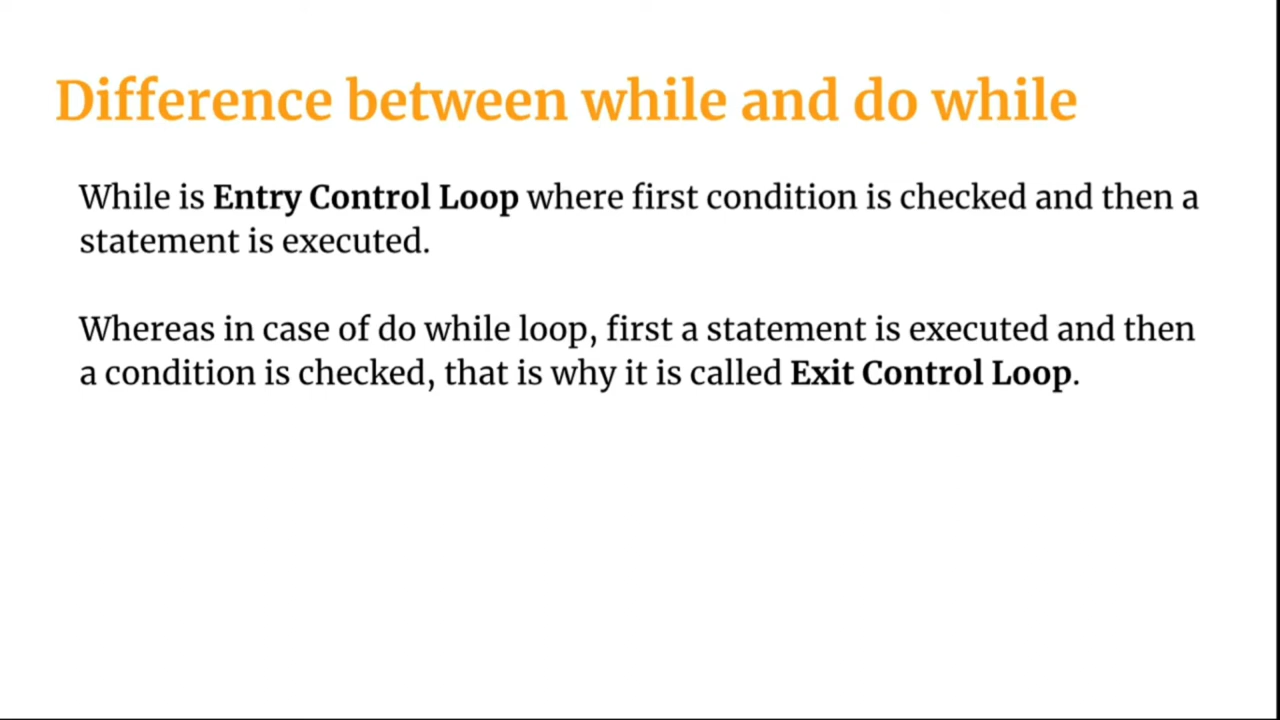 Difference between while and do while
While is Entry Control Loop where first condition is checked and then a
statement is executed.
Whereas in case of do while loop, first a statement is executed and then
a condition is checked, that is why it is called Exit Control Loop.